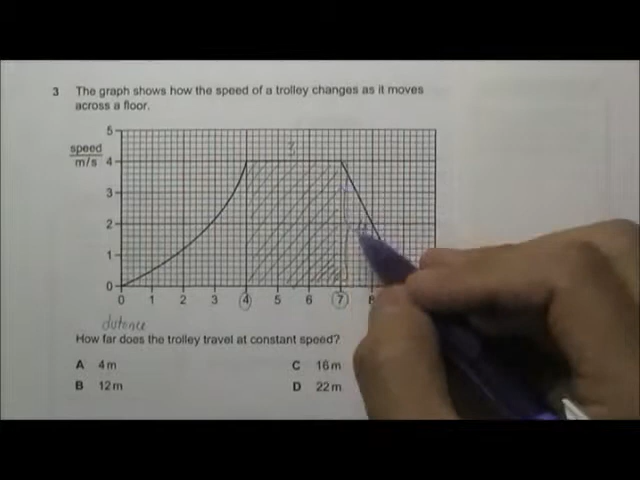 3 The graph shows how the speed of a trolley changes as it moves
across a floor.
5
speed
m/s
4
3
2
1
0
0 1 2 3 4 5 6 7 8
distance
How far does the trolley travel at constant speed?
A 4 m C 16 m
B 12 m D 22 m